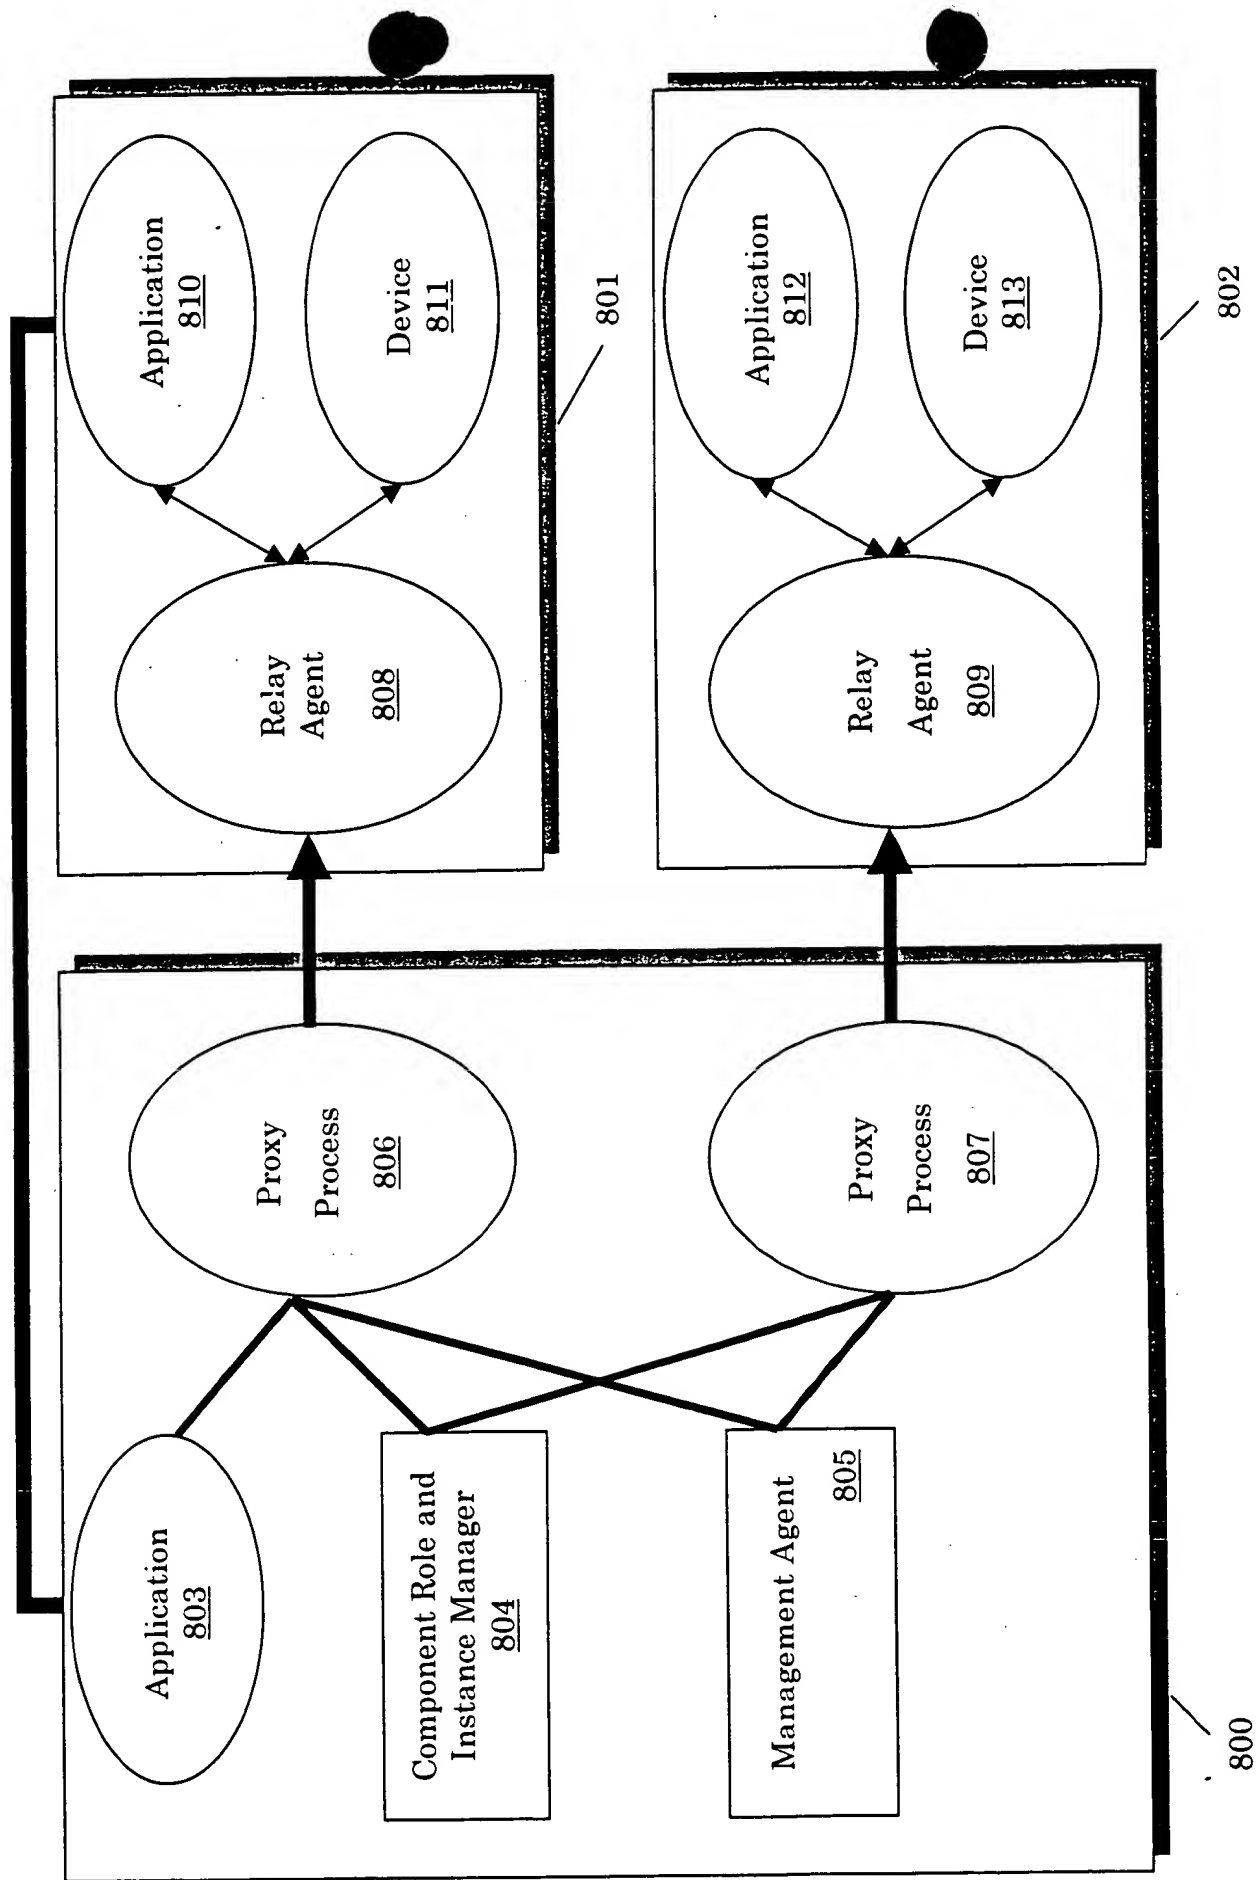 Application
803
Component Role and
Instance Manager
804
Management Agent
805
800
Proxy
Process
806
Proxy
Process
807
Relay
Agent
808
Application
810
Device
811
801
Relay
Agent
809
Application
812
Device
813
802